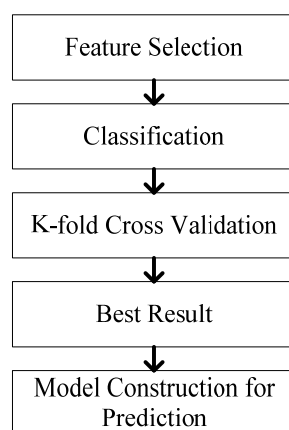 Feature Selection
Classification
K-fold Cross Validation
Best Result
Model Construction for
Prediction